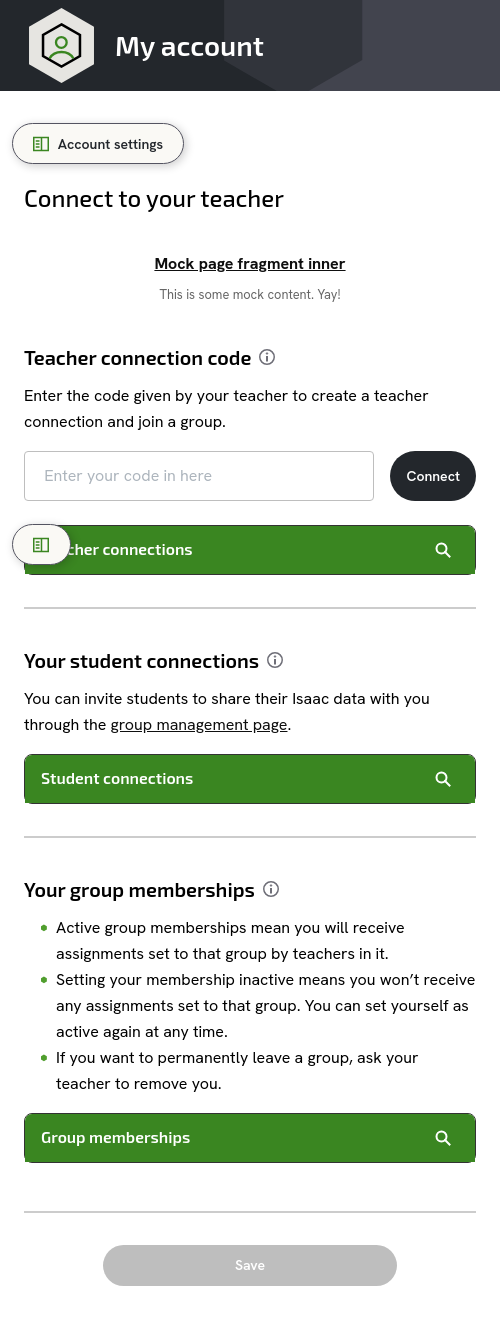 My account
Account settings
Connect to your teacher
Mock page fragment inner
This is some mock content. Yay!
Teacher connection code
Enter the code given by your teacher to create a teacher
connection and join a group.
Enter your code in here
Connect
cher connections
Your student connections
You can invite students to share their Isaac data with you
through the group management page.
Student connections
Your group memberships
Active group memberships mean you will receive
assignments set to that group by teachers in it.
Setting your membership inactive means you won’t receive
any assignments set to that group. You can set yourself as
active again at any time.
If you want to permanently leave a group, ask your
teacher to remove you.
Group memberships
Save